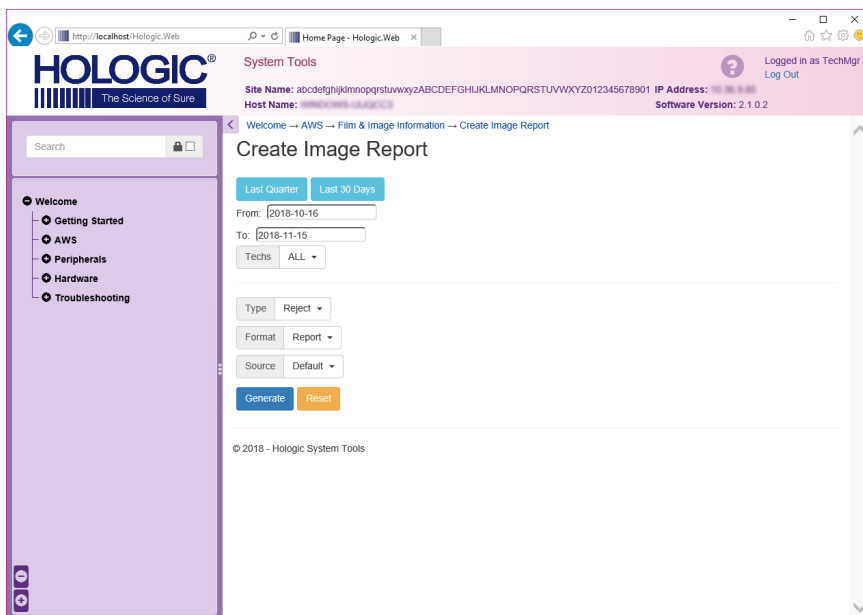 http://localhost/Hologic.Web
Home Page - Hologic.Web
HOLOGIC®
The Science of Sure
System Tools
Logged in as TechMgr
Log Out
Site Name: abcdefghijklmnopqrstuvwxyzABCDEFGHIJKLMNOPQRSTUVWXYZ012345678901 IP Address:
Host Name:
Software Version: 2.1.0.2
Search
Welcome
Getting Started
AWS
Peripherals
Hardware
Troubleshooting
Welcome → AWS → Film & Image Information → Create Image Report
Create Image Report
Last Quarter Last 30 Days
From: 2018-10-16
To: 2018-11-15
Techs ALL
Type Reject
Format Report
Source Default
Generate Reset
© 2018 - Hologic System Tools